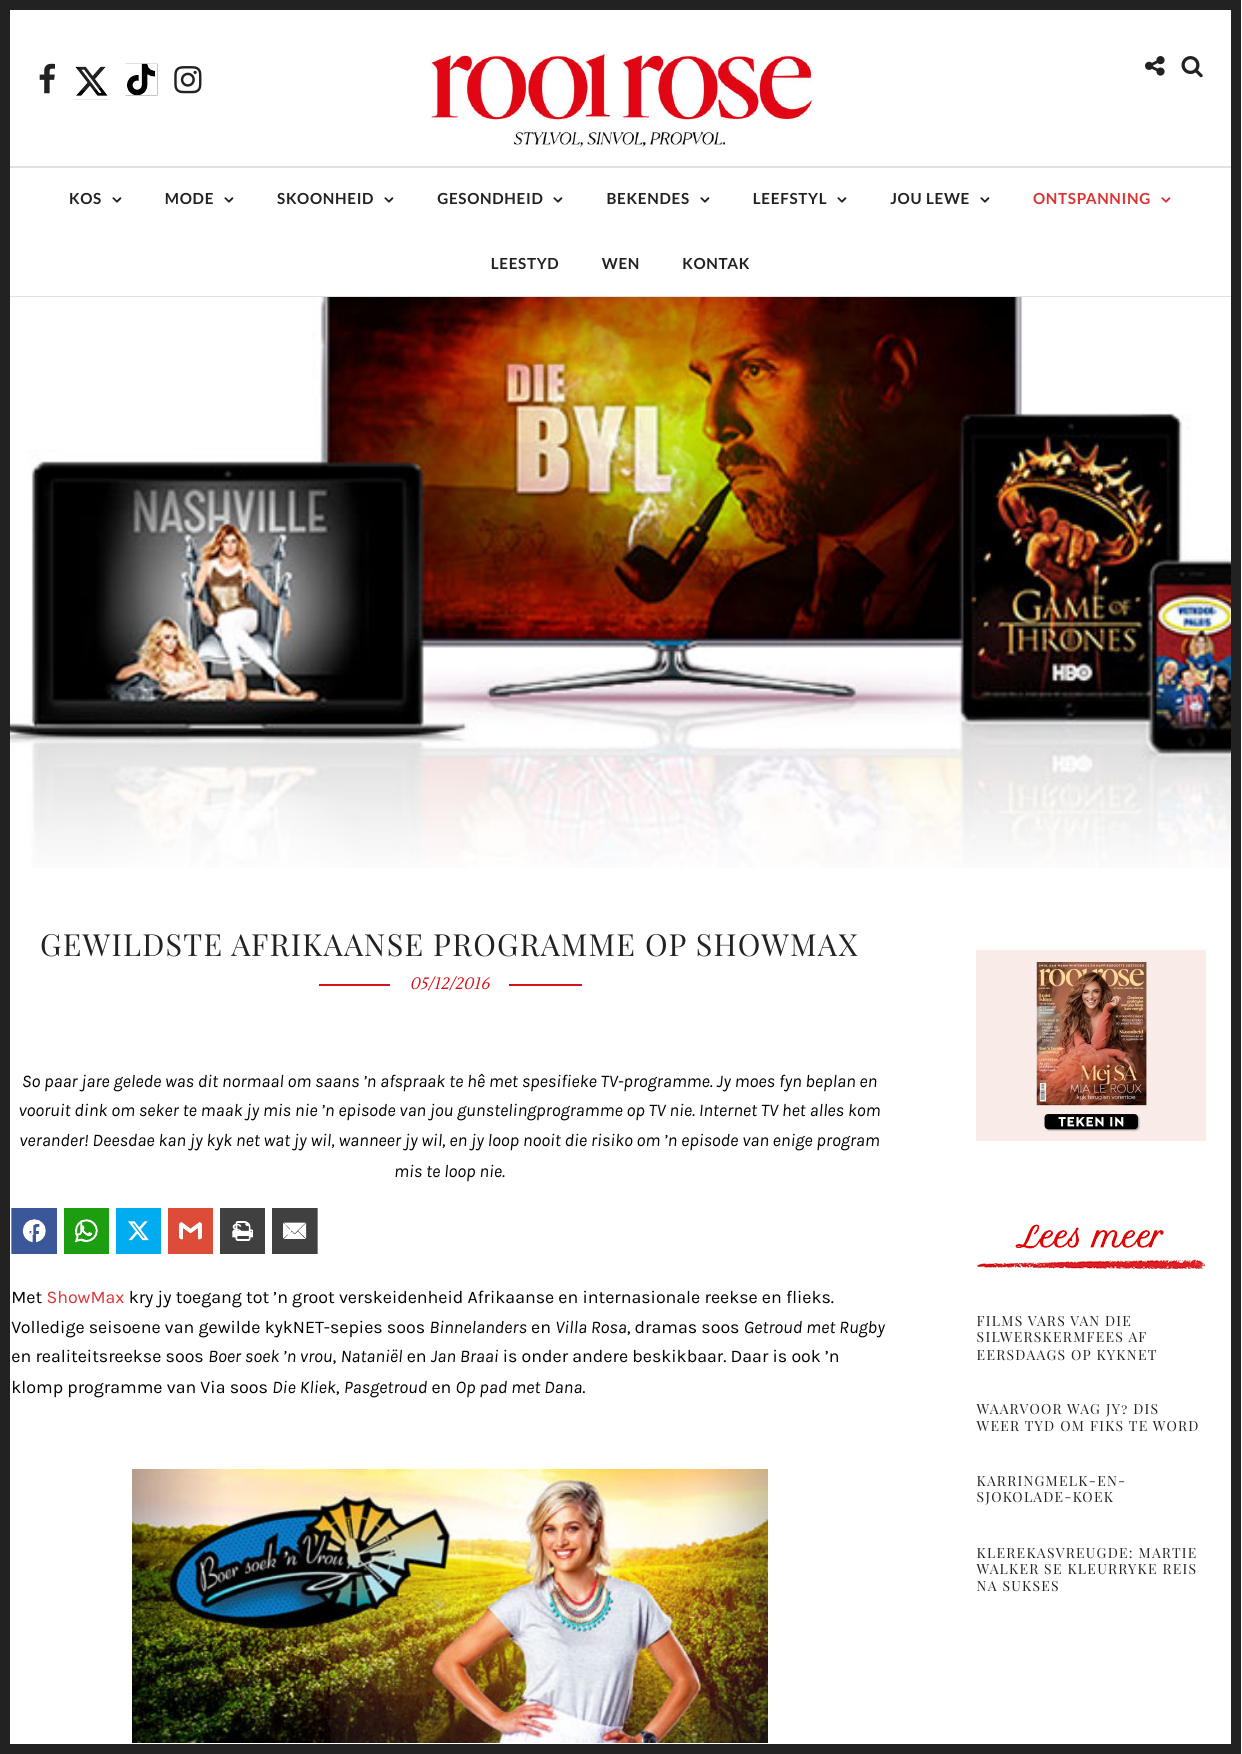 rooi rose
STYLVOL, SINVOL, PROPVOL.
KOS MODE SKOONHEID GESONDHEID BEKENDES LEEFSTYL JOU LEWE ONTSPANNING
LEESTYD WEN KONTAK
DIE
BYL
NASHVILLE
GAME OF
THRONES
HBO
GEWILDSTE AFRIKAANSE PROGRAMME OP SHOWMAX
05/12/2016
So paar jare gelede was dit normaal om saans ’n afspraak te hê met spesifieke TV-programme. Jy moes fyn beplan en
vooruit dink om seker te maak jy mis nie ’n episode van jou gunstelingprogramme op TV nie. Internet TV het alles kom
verander! Deesdae kan jy kyk net wat jy wil, wanneer jy wil, en jy loop nooit die risiko om ’n episode van enige program
mis te loop nie.
Met ShowMax kry jy toegang tot ’n groot verskeidenheid Afrikaanse en internasionale reekse en flieks.
Volledige seisoene van gewilde kykNET-sepies soos Binnelanders en Villa Rosa, dramas soos Getroud met Rugby
en realiteitsreekse soos Boer soek ’n vrou, Nataniël en Jan Braai is onder andere beskikbaar. Daar is ook ’n
klomp programme van Via soos Die Kliek, Pasgetroud en Op pad met Dana.
Boer soek ’n Vrou
rooi rose
Mej SA
MIA LE ROUX
kyk terug en vorentoe
TEKEN IN
Lees meer
FILMS VARS VAN DIE
SILWERSKERMFEES AF
EERSDAAGS OP KYKNET
WAARVOOR WAG JY? DIS
WEER TYD OM FIKS TE WORD
KARRINGMELK-EN-
SJOKOLADE-KOEK
KLEREKASVREUGDE: MARTIE
WALKER SE KLEURRYKE REIS
NA SUKSES